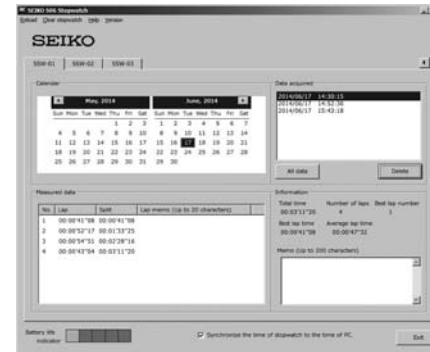 SEIKO S06 Stopwatch
Reload Clear stopwatch Help Version
SEIKO
SSW-01 SSW-02 SSW-03
Calendar
May, 2014 June, 2014
Sun Mon Tue Wed Thu Fri Sat Sun Mon Tue Wed Thu Fri Sat
1 2 3 1 2 3 4 5 6 7
4 5 6 7 8 9 10 8 9 10 11 12 13 14
11 12 13 14 15 16 17 15 16 17 18 19 20 21
18 19 20 21 22 23 24 22 23 24 25 26 27 28
25 26 27 28 29 30 31 29 30
Data acquired
2014/06/17 14:30:15
2014/06/17 14:52:36
2014/06/17 15:43:18
All data Delete
Measured data
No. Lap Split Lap memo (Up to 20 characters)
1 00:00'41"08 00:00'41"08
2 00:00'52"17 00:01'33"25
3 00:00'54"51 00:02'28"16
4 00:00'43"04 00:03'11"20
Information
Total time Number of laps Best lap number
00:03'11"20 4 1
Best lap time Average lap time
00:00'41"08 00:00'47"31
Memo (Up to 200 characters)
Battery life
indicator
Synchronize the time of stopwatch to the time of PC.
Exit